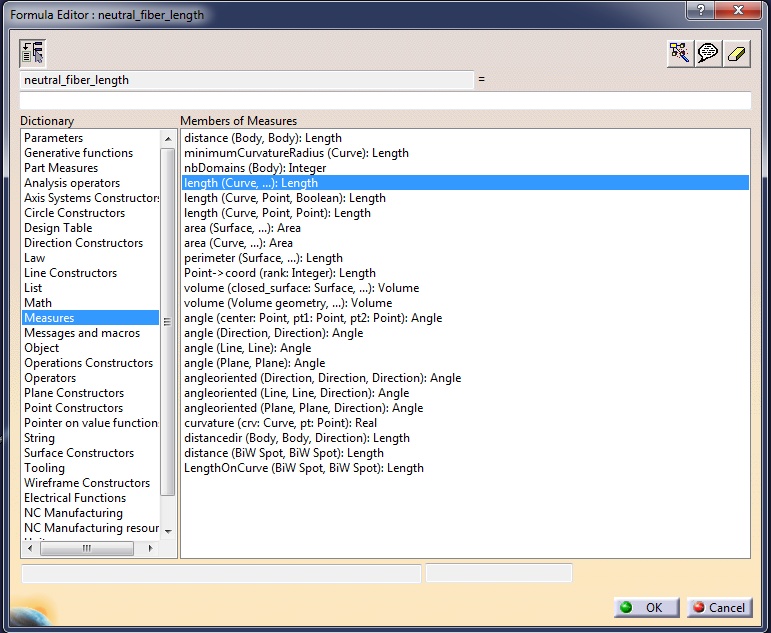 Formula Editor : neutral_fiber_length
?
neutral_fiber_length =
Dictionary
Parameters
Generative functions
Part Measures
Analysis operators
Axis Systems Constructors
Circle Constructors
Design Table
Direction Constructors
Law
Line Constructors
List
Math
Measures
Messages and macros
Object
Operations Constructors
Operators
Plane Constructors
Point Constructors
Pointer on value function
String
Surface Constructors
Tooling
Wireframe Constructors
Electrical Functions
NC Manufacturing
NC Manufacturing resour
Members of Measures
distance (Body, Body): Length
minimumCurvatureRadius (Curve): Length
nbDomains (Body): Integer
length (Curve, ...): Length
length (Curve, Point, Boolean): Length
length (Curve, Point, Point): Length
area (Surface, ...): Area
area (Curve, ...): Area
perimeter (Surface, ...): Length
Point->coord (rank: Integer): Length
volume (closed_surface: Surface, ...): Volume
volume (Volume geometry, ...): Volume
angle (center: Point, pt1: Point, pt2: Point): Angle
angle (Direction, Direction): Angle
angle (Line, Line): Angle
angle (Plane, Plane): Angle
angleoriented (Direction, Direction, Direction): Angle
angleoriented (Line, Line, Direction): Angle
angleoriented (Plane, Plane, Direction): Angle
curvature (crv: Curve, pt: Point): Real
distancedir (Body, Body, Direction): Length
distance (BiW Spot, BiW Spot): Length
LengthOnCurve (BiW Spot, BiW Spot): Length
OK
Cancel